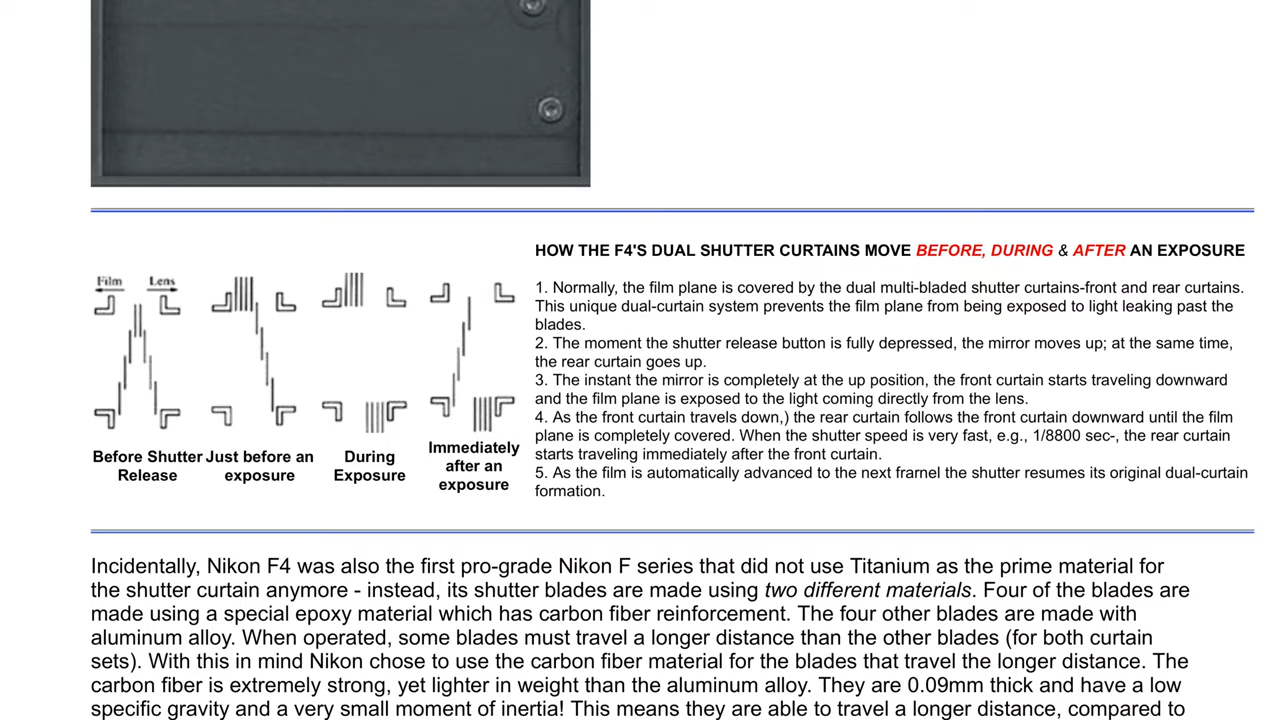 Film Lens
Before Shutter Release
Just before an exposure
During Exposure
Immediately after an exposure
HOW THE F4'S DUAL SHUTTER CURTAINS MOVE BEFORE, DURING & AFTER AN EXPOSURE
1. Normally, the film plane is covered by the dual multi-bladed shutter curtains-front and rear curtains.
This unique dual-curtain system prevents the film plane from being exposed to light leaking past the
blades.
2. The moment the shutter release button is fully depressed, the mirror moves up; at the same time,
the rear curtain goes up.
3. The instant the mirror is completely at the up position, the front curtain starts traveling downward
and the film plane is exposed to the light coming directly from the lens.
4. As the front curtain travels down,) the rear curtain follows the front curtain downward until the film
plane is completely covered. When the shutter speed is very fast, e.g., 1/8800 sec-, the rear curtain
starts traveling immediately after the front curtain.
5. As the film is automatically advanced to the next frarnel the shutter resumes its original dual-curtain
formation.
Incidentally, Nikon F4 was also the first pro-grade Nikon F series that did not use Titanium as the prime material for
the shutter curtain anymore - instead, its shutter blades are made using two different materials. Four of the blades are
made using a special epoxy material which has carbon fiber reinforcement. The four other blades are made with
aluminum alloy. When operated, some blades must travel a longer distance than the other blades (for both curtain
sets). With this in mind Nikon chose to use the carbon fiber material for the blades that travel the longer distance. The
carbon fiber is extremely strong, yet lighter in weight than the aluminum alloy. They are 0.09mm thick and have a low
specific gravity and a very small moment of inertia! This means they are able to travel a longer distance, compared to